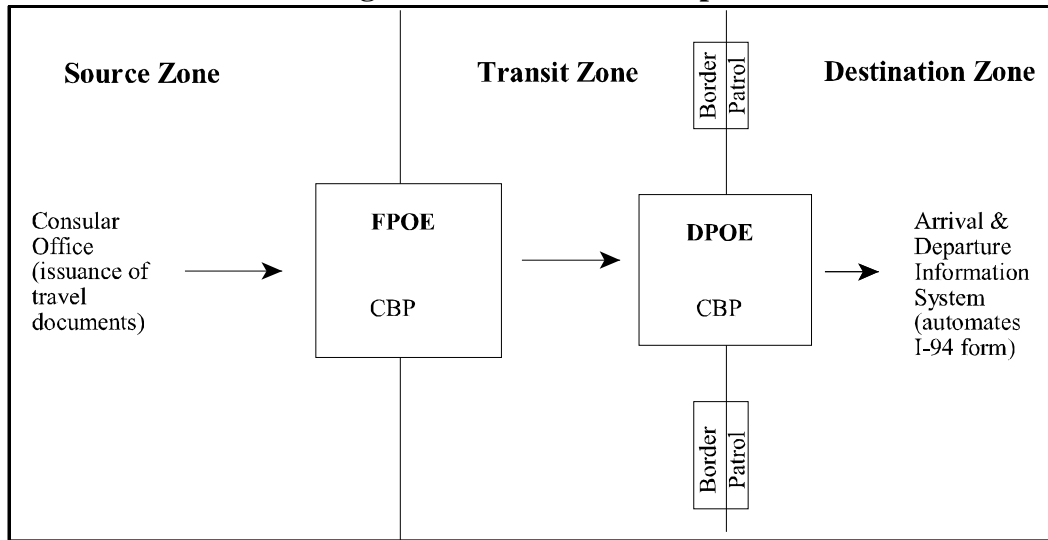 Source Zone
Transit Zone
Destination Zone
Border
Patrol
Consular
Office
(issuance of
travel
documents)
FPOE
CBP
DPOE
CBP
Arrival &
Departure
Information
System
(automates
I-94 form)
Border
Patrol